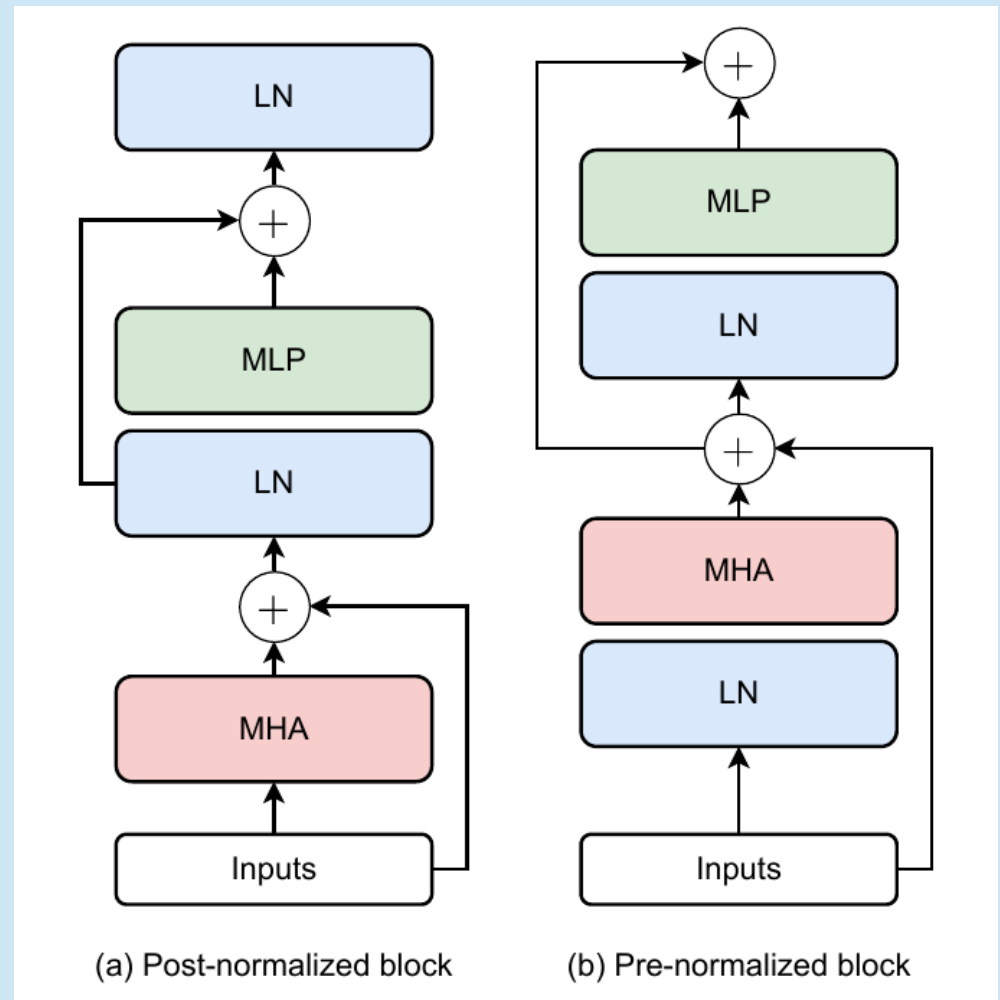 LN
+
MLP
LN
+
MHA
Inputs
(a) Post-normalized block
+
MLP
LN
+
MHA
LN
Inputs
(b) Pre-normalized block